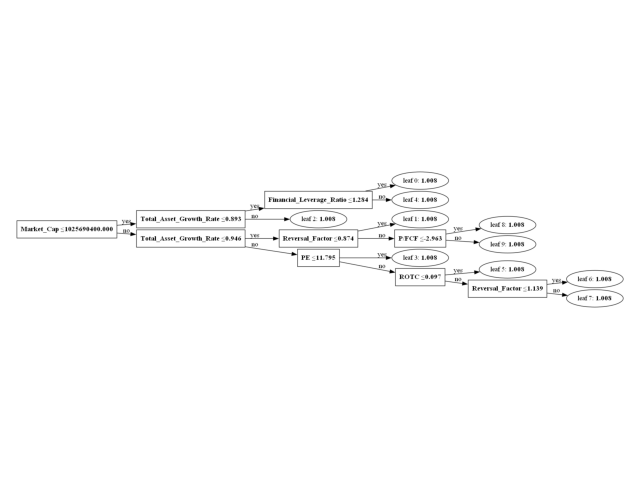 leaf 0: 1.008
yes
Financial_Leverage_Ratio ≤1.284
yes
no
leaf 4: 1.008
Total_Asset_Growth_Rate ≤0.893
no
leaf 2: 1.008
leaf 1: 1.008
yes
Market_Cap ≤1025690400.000
yes
no
leaf 8: 1.008
yes
Total_Asset_Growth_Rate ≤0.946
yes
Reversal_Factor ≤0.874
no
P/FCF ≤-2.963
no
leaf 9: 1.008
no
PE ≤11.795
yes
leaf 3: 1.008
no
leaf 5: 1.008
yes
ROTC ≤0.097
no
leaf 6: 1.008
yes
Reversal_Factor ≤1.139
no
leaf 7: 1.008